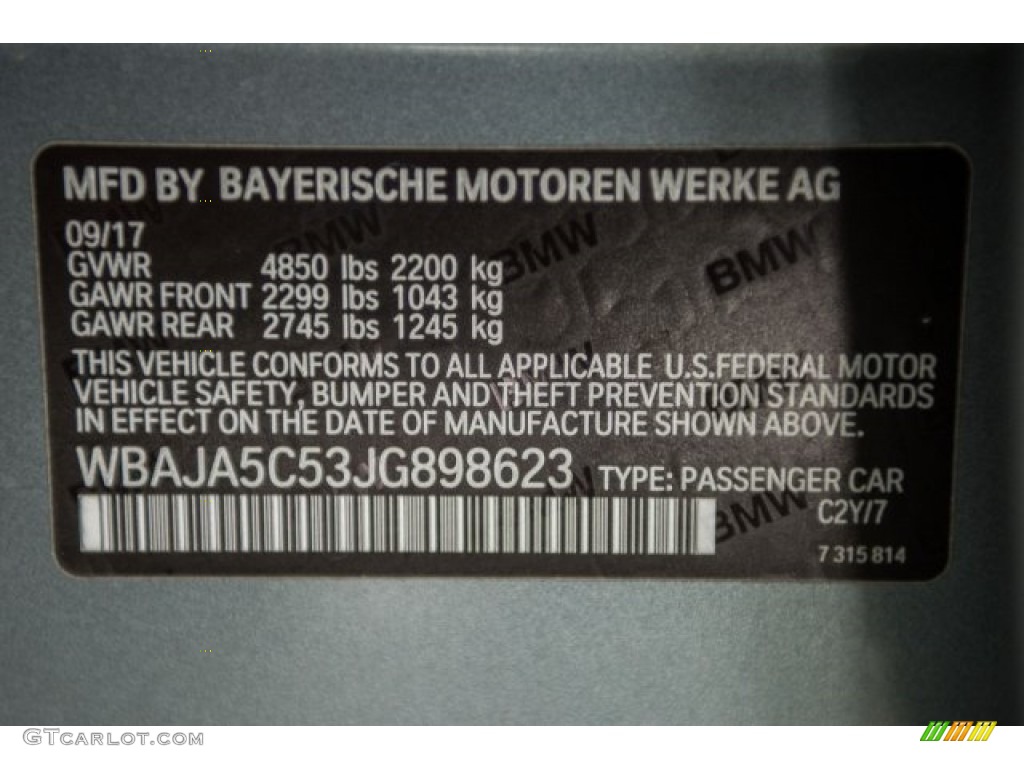 MFD BY BAYERISCHE MOTOREN WERKE AG
09/17
GVWR 4850 lbs 2200 kg
GAWR FRONT 2299 lbs 1043 kg
GAWR REAR 2745 lbs 1245 kg
THIS VEHICLE CONFORMS TO ALL APPLICABLE U.S.FEDERAL MOTOR
VEHICLE SAFETY, BUMPER AND THEFT PREVENTION STANDARDS
IN EFFECT ON THE DATE OF MANUFACTURE SHOWN ABOVE.
WBAJA5C53JG898623 TYPE: PASSENGER CAR
C2Y/7
7 315 814
BMW
BMW
BMW
BMW
GTCarLot.com